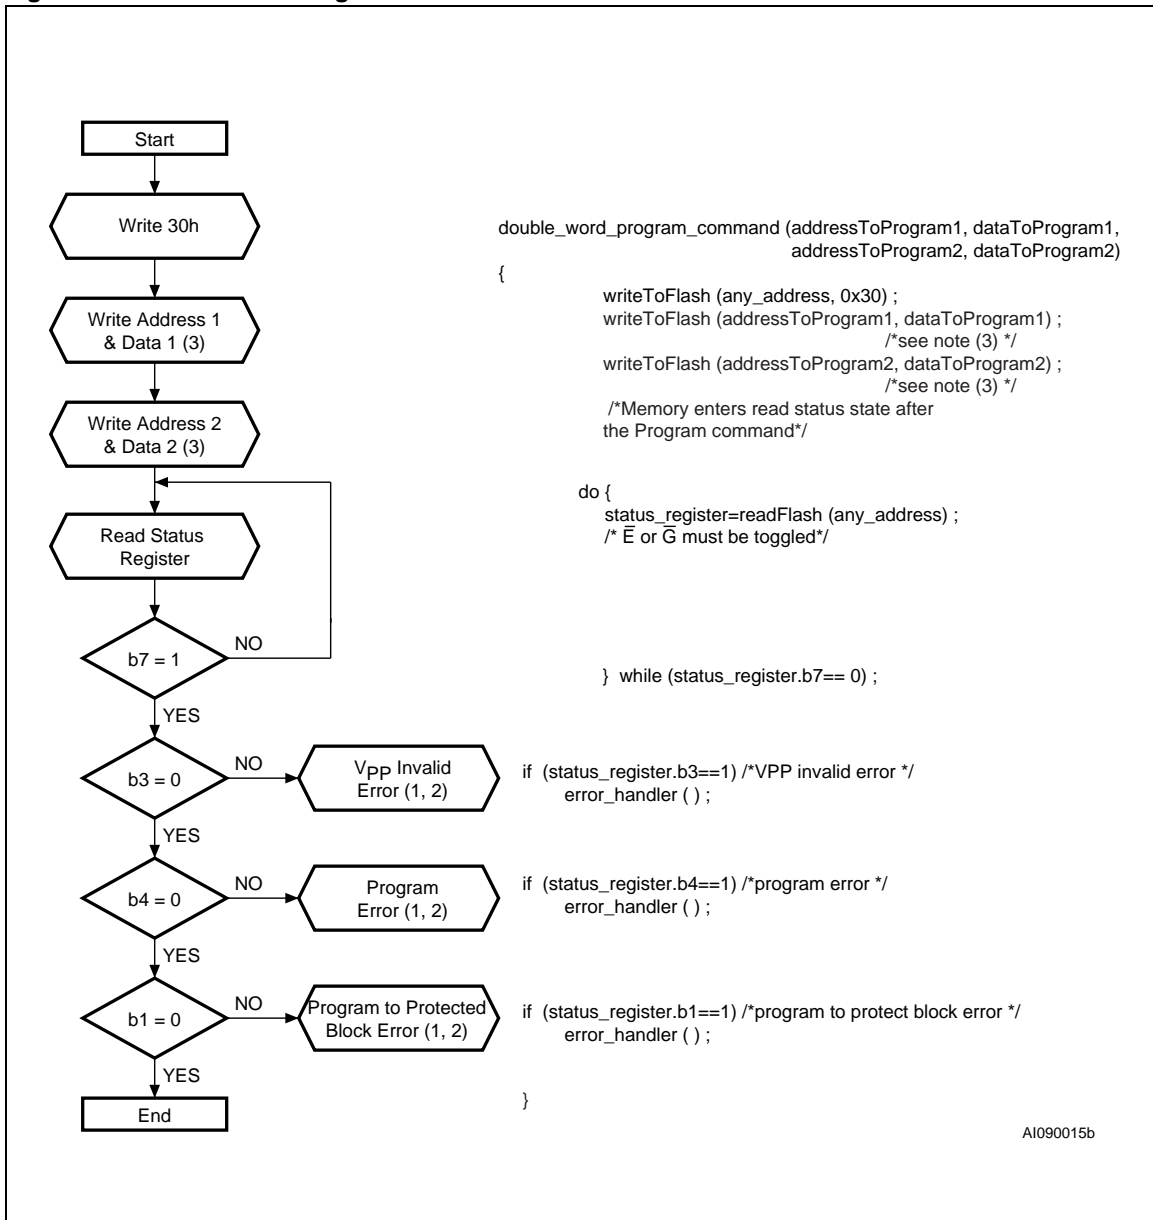 Start
Write 30h
Write Address 1
& Data 1 (3)
Write Address 2
& Data 2 (3)
Read Status
Register
b7 = 1
NO
YES
b3 = 0
NO
VPP Invalid
Error (1, 2)
YES
b4 = 0
NO
Program
Error (1, 2)
YES
b1 = 0
NO
Program to Protected
Block Error (1, 2)
YES
End
double_word_program_command (addressToProgram1, dataToProgram1,
addressToProgram2, dataToProgram2)
{
writeToFlash (any_address, 0x30) ;
writeToFlash (addressToProgram1, dataToProgram1) ;
/*see note (3) */
writeToFlash (addressToProgram2, dataToProgram2) ;
/*see note (3) */
/*Memory enters read status state after
the Program command*/
do {
status_register=readFlash (any_address) ;
/* E̅ or G̅ must be toggled*/
} while (status_register.b7== 0) ;
if (status_register.b3==1) /*VPP invalid error */
error_handler ( ) ;
if (status_register.b4==1) /*program error */
error_handler ( ) ;
if (status_register.b1==1) /*program to protect block error */
error_handler ( ) ;
}
AI090015b